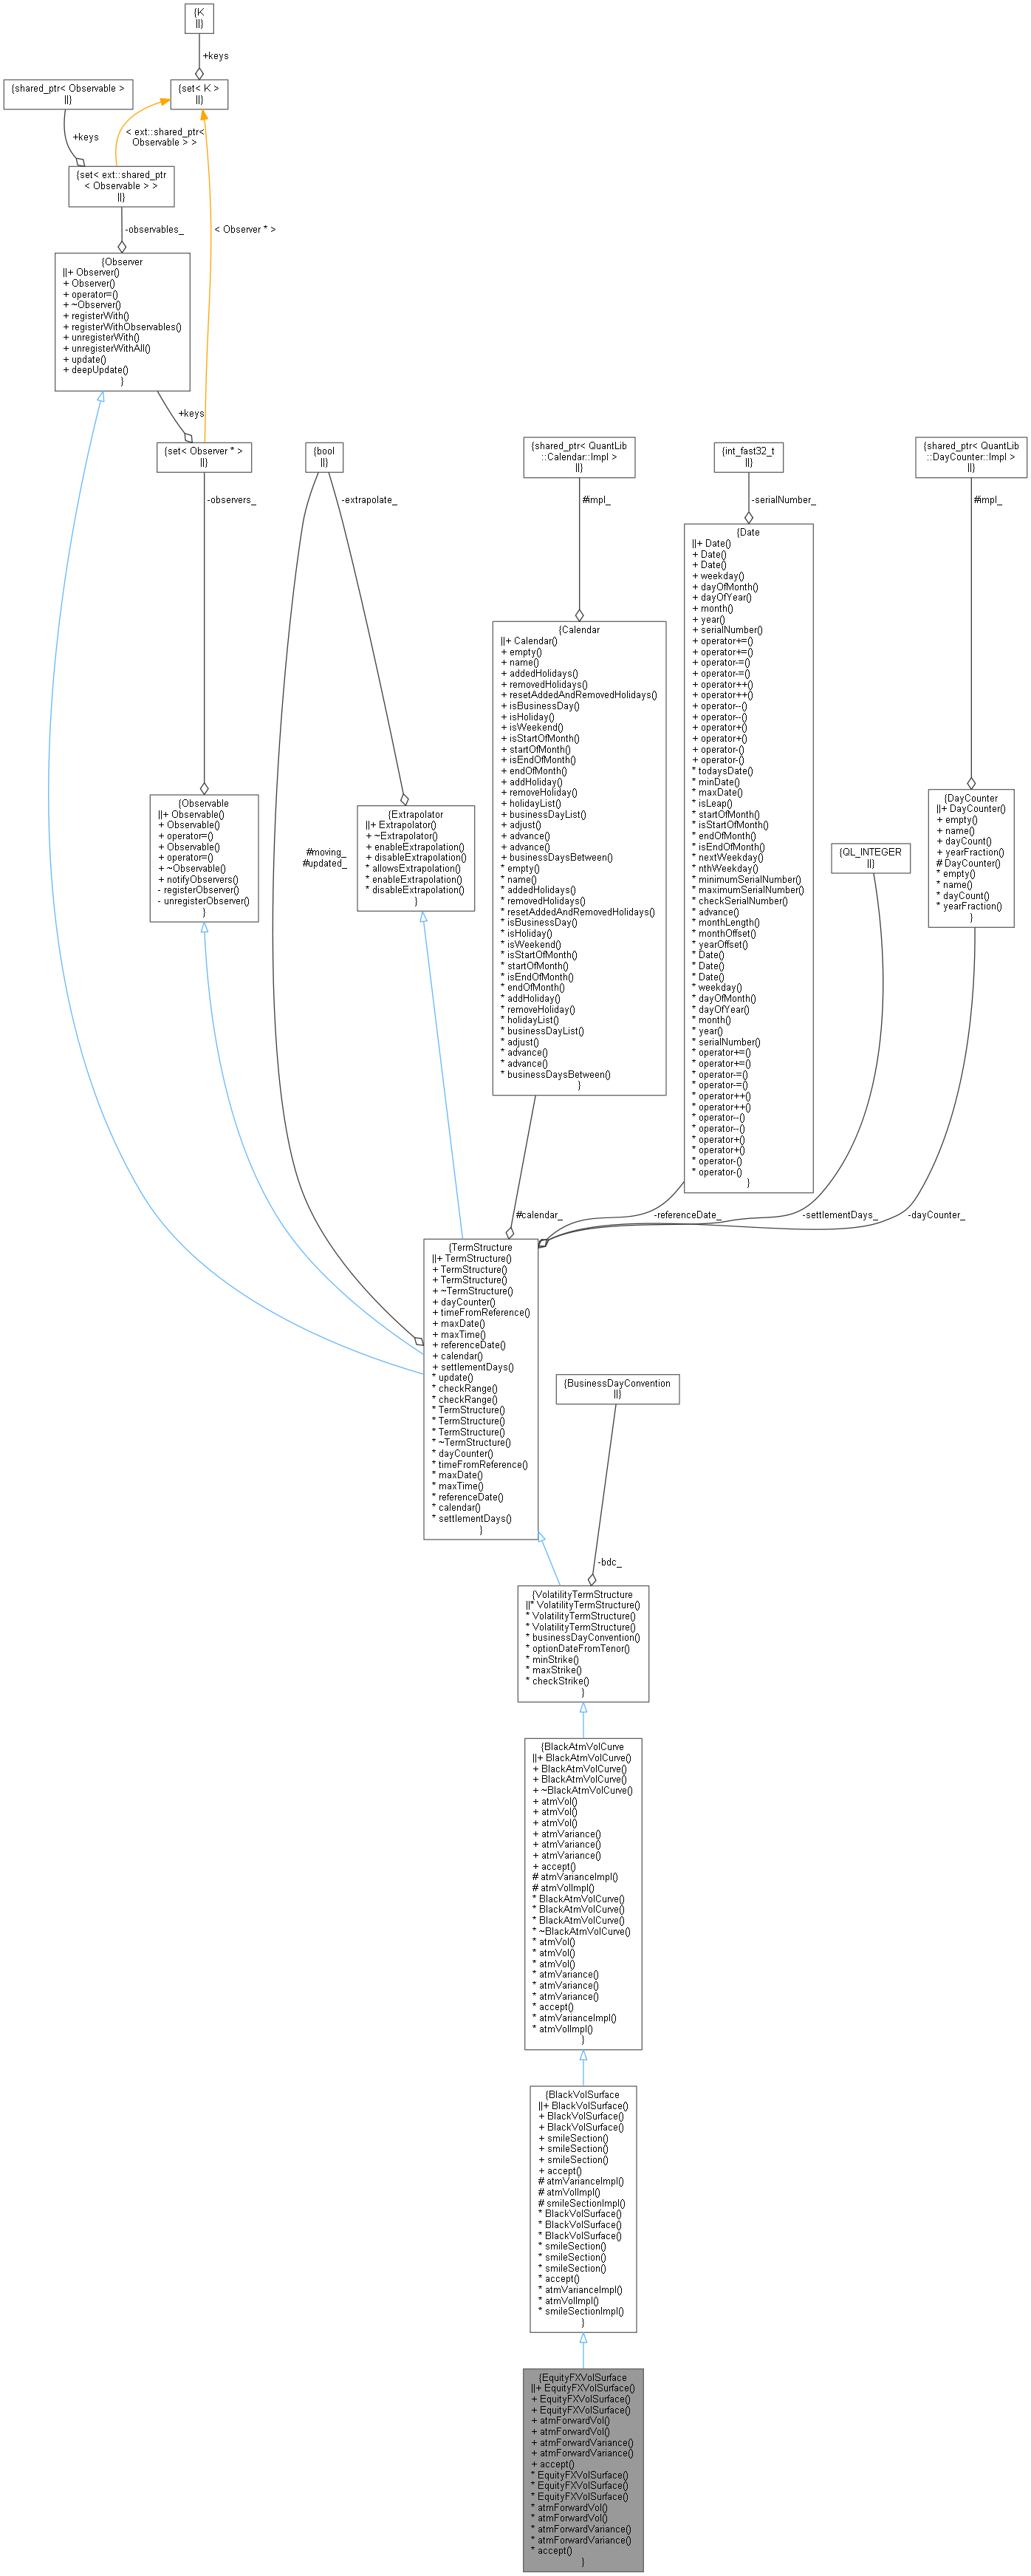 {K
||}
+keys
{shared_ptr< Observable >
||}
{set< K >
||}
+keys
< ext::shared_ptr<
Observable > >
{set< ext::shared_ptr
< Observable > >
||}
-observables_
< Observer * >
{Observer
||+ Observer()
+ Observer()
+ operator=()
+ ~Observer()
+ registerWith()
+ registerWithObservables()
+ unregisterWith()
+ unregisterWithAll()
+ update()
+ deepUpdate()
}
+keys
{set< Observer * >
||}
-observers_
{bool
||}
-extrapolate_
{shared_ptr< QuantLib
::Calendar::Impl >
||}
#impl_
{int_fast32_t
||}
-serialNumber_
{shared_ptr< QuantLib
::DayCounter::Impl >
||}
#impl_
{Date
||+ Date()
+ Date()
+ Date()
+ weekday()
+ dayOfMonth()
+ dayOfYear()
+ month()
+ year()
+ serialNumber()
+ operator+=()
+ operator+=()
+ operator-=()
+ operator-=()
+ operator++()
+ operator++()
+ operator--()
+ operator--()
+ operator+()
+ operator+()
+ operator-()
+ operator-()
* todaysDate()
* minDate()
* maxDate()
* isLeap()
* startOfMonth()
* isStartOfMonth()
* endOfMonth()
* isEndOfMonth()
* nextWeekday()
* nthWeekday()
* minimumSerialNumber()
* maximumSerialNumber()
* checkSerialNumber()
* advance()
* monthLength()
* monthOffset()
* yearOffset()
* Date()
* Date()
* Date()
* weekday()
* dayOfMonth()
* dayOfYear()
* month()
* year()
* serialNumber()
* operator+=()
* operator+=()
* operator-=()
* operator-=()
* operator++()
* operator++()
* operator--()
* operator--()
* operator+()
* operator+()
* operator-()
* operator-()
}
{Calendar
||+ Calendar()
+ empty()
+ name()
+ addedHolidays()
+ removedHolidays()
+ resetAddedAndRemovedHolidays()
+ isBusinessDay()
+ isHoliday()
+ isWeekend()
+ isStartOfMonth()
+ startOfMonth()
+ isEndOfMonth()
+ endOfMonth()
+ addHoliday()
+ removeHoliday()
+ holidayList()
+ businessDayList()
+ adjust()
+ advance()
+ advance()
+ businessDaysBetween()
* empty()
* name()
* addedHolidays()
* removedHolidays()
* resetAddedAndRemovedHolidays()
* isBusinessDay()
* isHoliday()
* isWeekend()
* isStartOfMonth()
* startOfMonth()
* isEndOfMonth()
* endOfMonth()
* addHoliday()
* removeHoliday()
* holidayList()
* businessDayList()
* adjust()
* advance()
* advance()
* businessDaysBetween()
}
{Observable
||+ Observable()
+ Observable()
+ operator=()
+ Observable()
+ operator=()
+ ~Observable()
+ notifyObservers()
- registerObserver()
- unregisterObserver()
}
#moving_
#updated_
{Extrapolator
||+ Extrapolator()
+ ~Extrapolator()
+ enableExtrapolation()
+ disableExtrapolation()
* allowsExtrapolation()
* enableExtrapolation()
* disableExtrapolation()
}
{QL_INTEGER
||}
{DayCounter
||+ DayCounter()
+ empty()
+ name()
+ dayCount()
+ yearFraction()
# DayCounter()
* empty()
* name()
* dayCount()
* yearFraction()
}
#calendar_
-referenceDate_
-settlementDays_
-dayCounter_
{TermStructure
||+ TermStructure()
+ TermStructure()
+ TermStructure()
+ ~TermStructure()
+ dayCounter()
+ timeFromReference()
+ maxDate()
+ maxTime()
+ referenceDate()
+ calendar()
+ settlementDays()
* update()
* checkRange()
* checkRange()
* TermStructure()
* TermStructure()
* TermStructure()
* ~TermStructure()
* dayCounter()
* timeFromReference()
* maxDate()
* maxTime()
* referenceDate()
* calendar()
* settlementDays()
}
{BusinessDayConvention
||}
-bdc_
{VolatilityTermStructure
||* VolatilityTermStructure()
* VolatilityTermStructure()
* VolatilityTermStructure()
* businessDayConvention()
* optionDateFromTenor()
* minStrike()
* maxStrike()
* checkStrike()
}
{BlackAtmVolCurve
||+ BlackAtmVolCurve()
+ BlackAtmVolCurve()
+ BlackAtmVolCurve()
+ ~BlackAtmVolCurve()
+ atmVol()
+ atmVol()
+ atmVol()
+ atmVariance()
+ atmVariance()
+ atmVariance()
+ accept()
# atmVarianceImpl()
# atmVolImpl()
* BlackAtmVolCurve()
* BlackAtmVolCurve()
* BlackAtmVolCurve()
* ~BlackAtmVolCurve()
* atmVol()
* atmVol()
* atmVol()
* atmVariance()
* atmVariance()
* atmVariance()
* accept()
* atmVarianceImpl()
* atmVolImpl()
}
{BlackVolSurface
||+ BlackVolSurface()
+ BlackVolSurface()
+ BlackVolSurface()
+ smileSection()
+ smileSection()
+ smileSection()
+ accept()
# atmVarianceImpl()
# atmVolImpl()
# smileSectionImpl()
* BlackVolSurface()
* BlackVolSurface()
* BlackVolSurface()
* smileSection()
* smileSection()
* smileSection()
* accept()
* atmVarianceImpl()
* atmVolImpl()
* smileSectionImpl()
}
{EquityFXVolSurface
||+ EquityFXVolSurface()
+ EquityFXVolSurface()
+ EquityFXVolSurface()
+ atmForwardVol()
+ atmForwardVol()
+ atmForwardVariance()
+ atmForwardVariance()
+ accept()
* EquityFXVolSurface()
* EquityFXVolSurface()
* EquityFXVolSurface()
* atmForwardVol()
* atmForwardVol()
* atmForwardVariance()
* atmForwardVariance()
* accept()
}